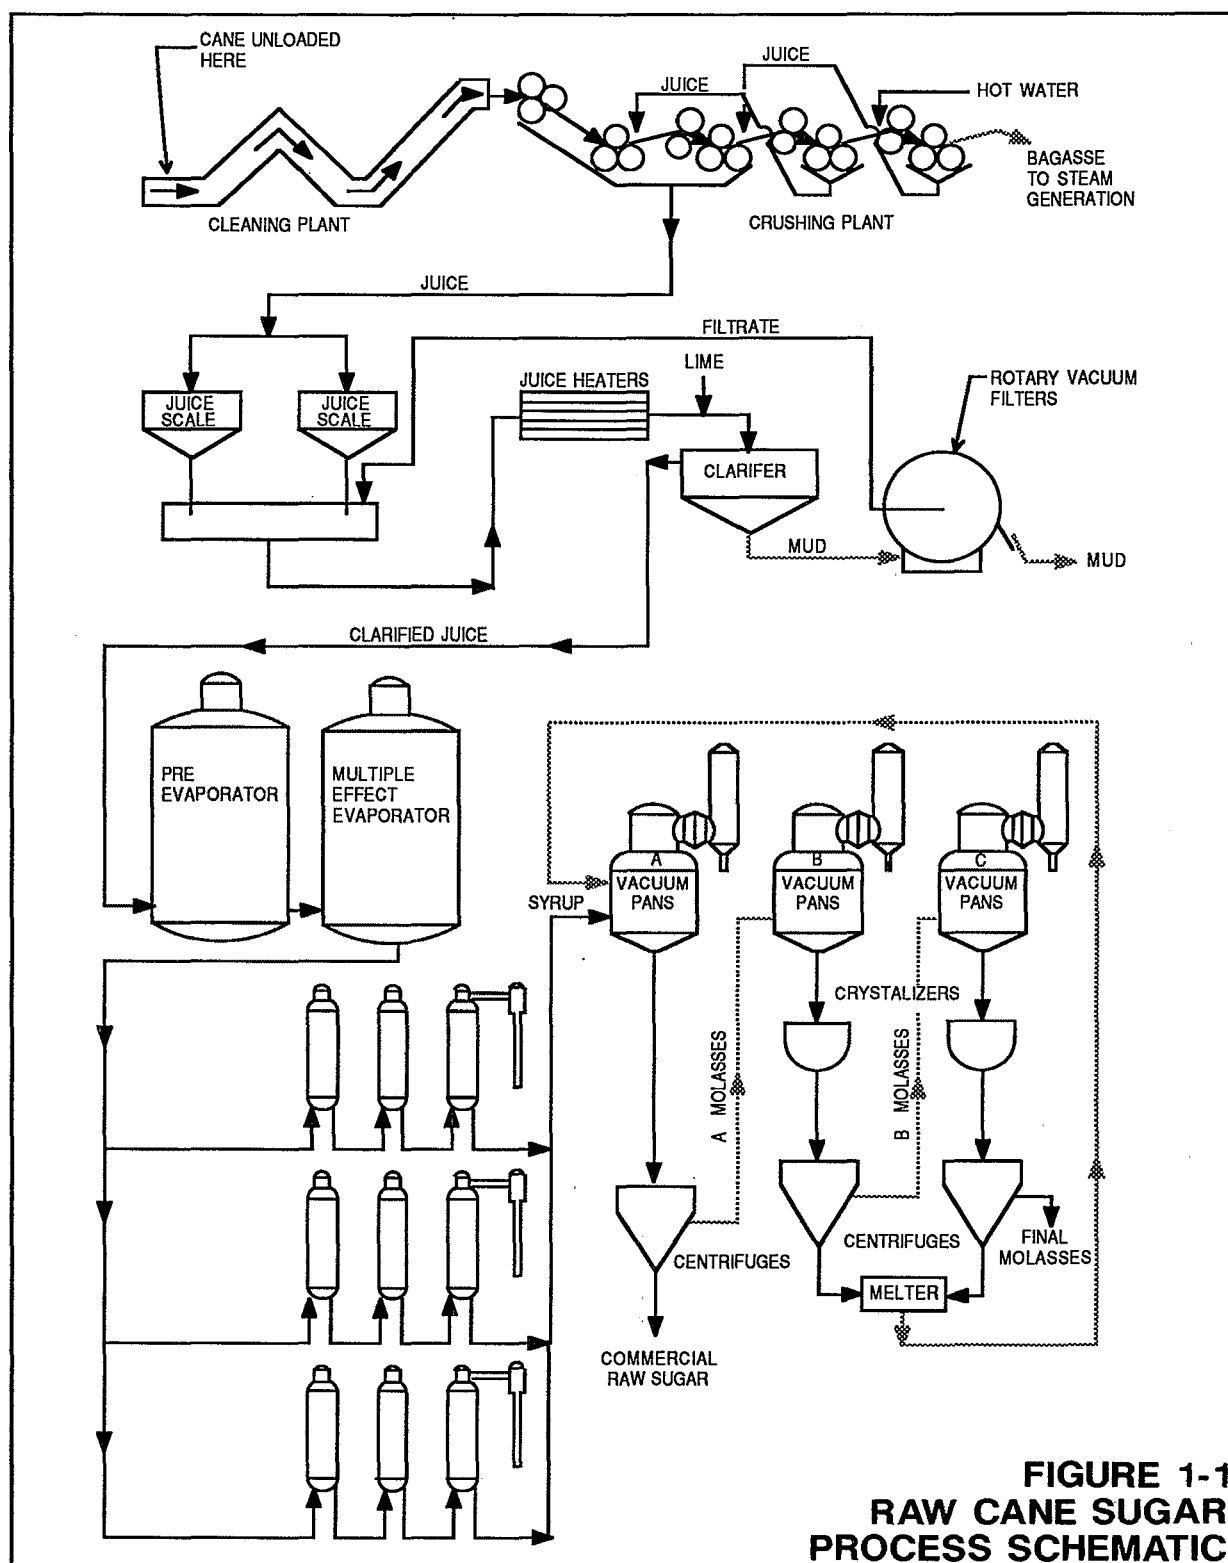 CANE UNLOADED
HERE
JUICE
JUICE
HOT WATER
BAGASSE
TO STEAM
GENERATION
CLEANING PLANT
CRUSHING PLANT
JUICE
FILTRATE
LIME
JUICE HEATERS
ROTARY VACUUM
FILTERS
JUICE
SCALE
JUICE
SCALE
CLARIFER
MUD
MUD
CLARIFIED JUICE
PRE
EVAPORATOR
MULTIPLE
EFFECT
EVAPORATOR
A
VACUUM
PANS
B
VACUUM
PANS
C
VACUUM
PANS
SYRUP
CRYSTALIZERS
A MOLASSES
B MOLASSES
CENTRIFUGES
CENTRIFUGES
FINAL
MOLASSES
MELTER
COMMERCIAL
RAW SUGAR
FIGURE 1-1
RAW CANE SUGAR
PROCESS SCHEMATIC